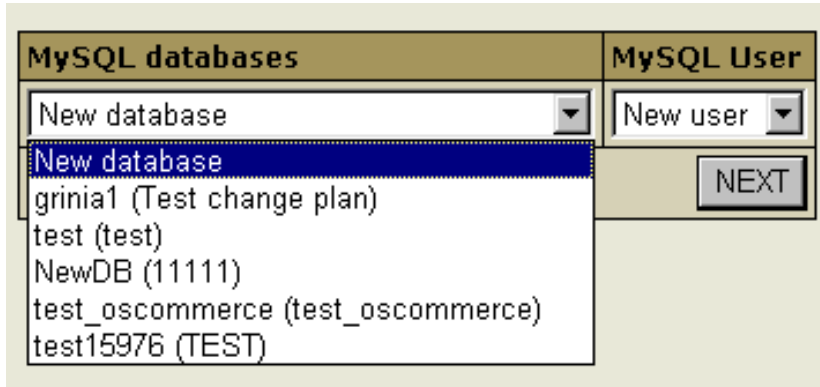 MySQL databases MySQL User
New database New user
New database
grinia1 (Test change plan)
NEXT
test (test)
NewDB (11111)
test_oscommerce (test_oscommerce)
test15976 (TEST)